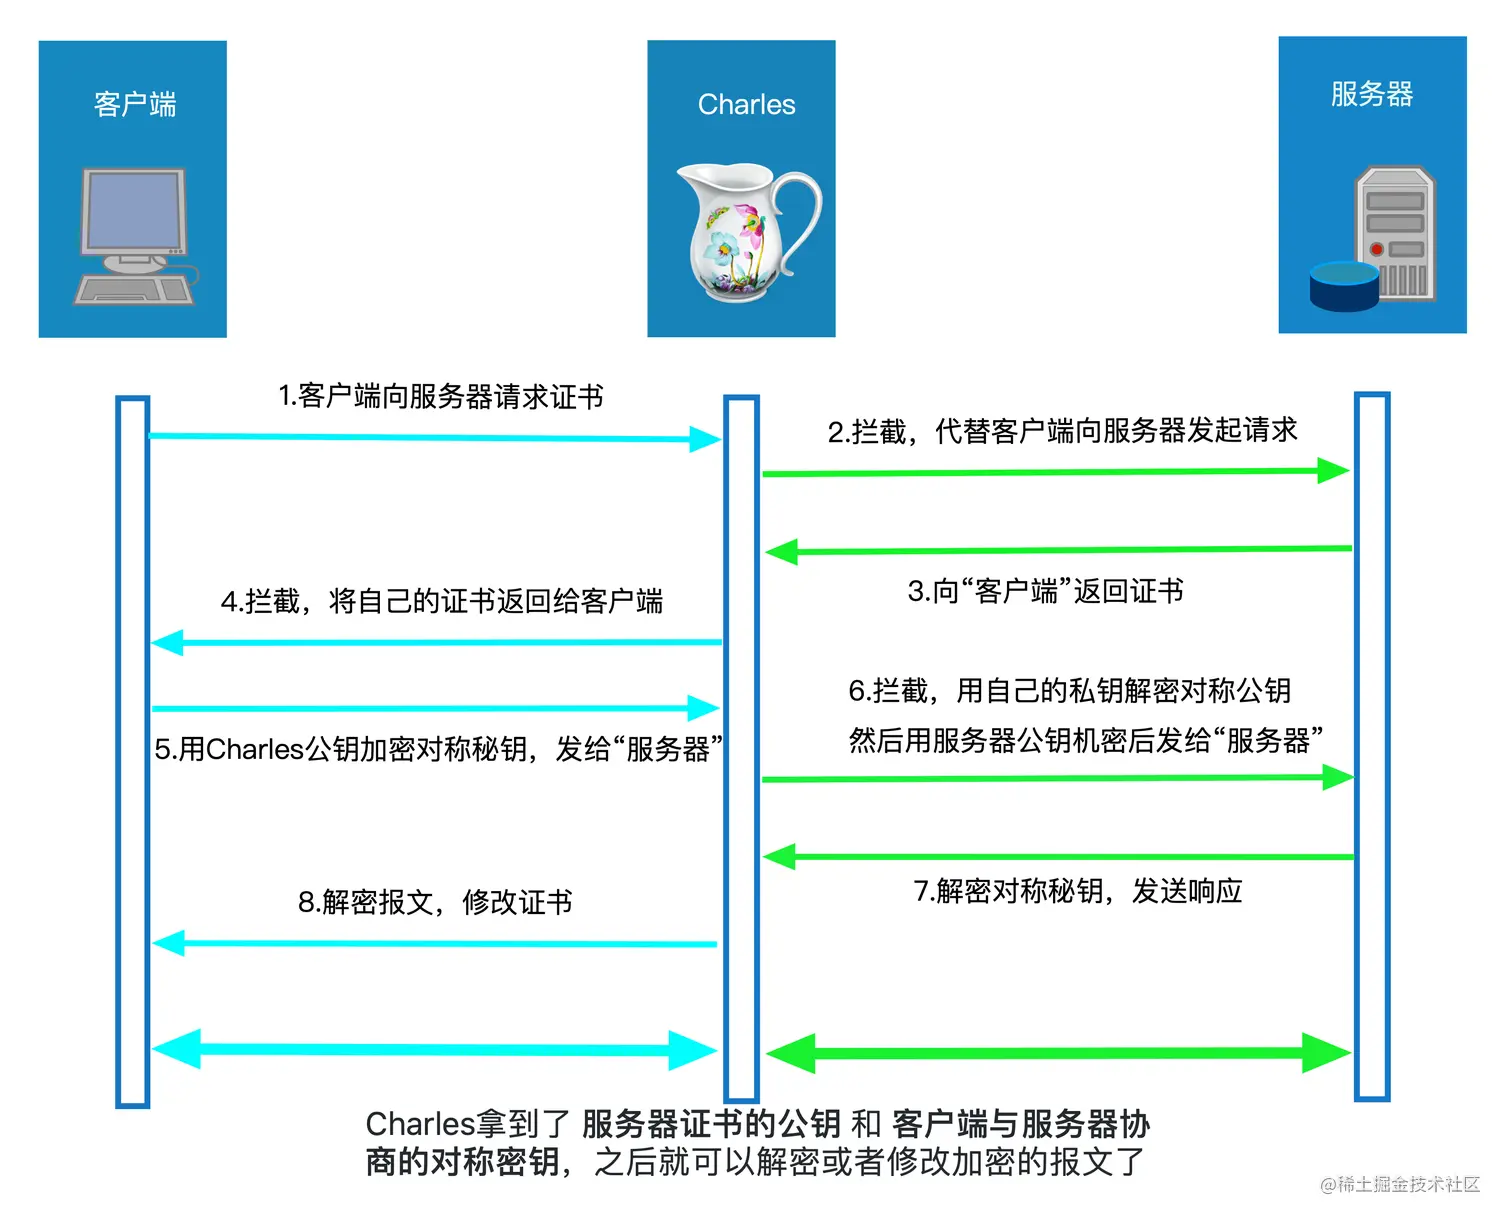 客户端
Charles
服务器
1.客户端向服务器请求证书
2.拦截，代替客户端向服务器发起请求
3.向“客户端”返回证书
4.拦截，将自己的证书返回给客户端
5.用Charles公钥加密对称秘钥，发给“服务器”
6.拦截，用自己的私钥解密对称公钥
然后用服务器公钥机密后发给“服务器”
7.解密对称秘钥，发送响应
8.解密报文，修改证书
Charles拿到了 服务器证书的公钥 和 客户端与服务器协
商的对称密钥，之后就可以解密或者修改加密的报文了
@稀土掘金技术社区